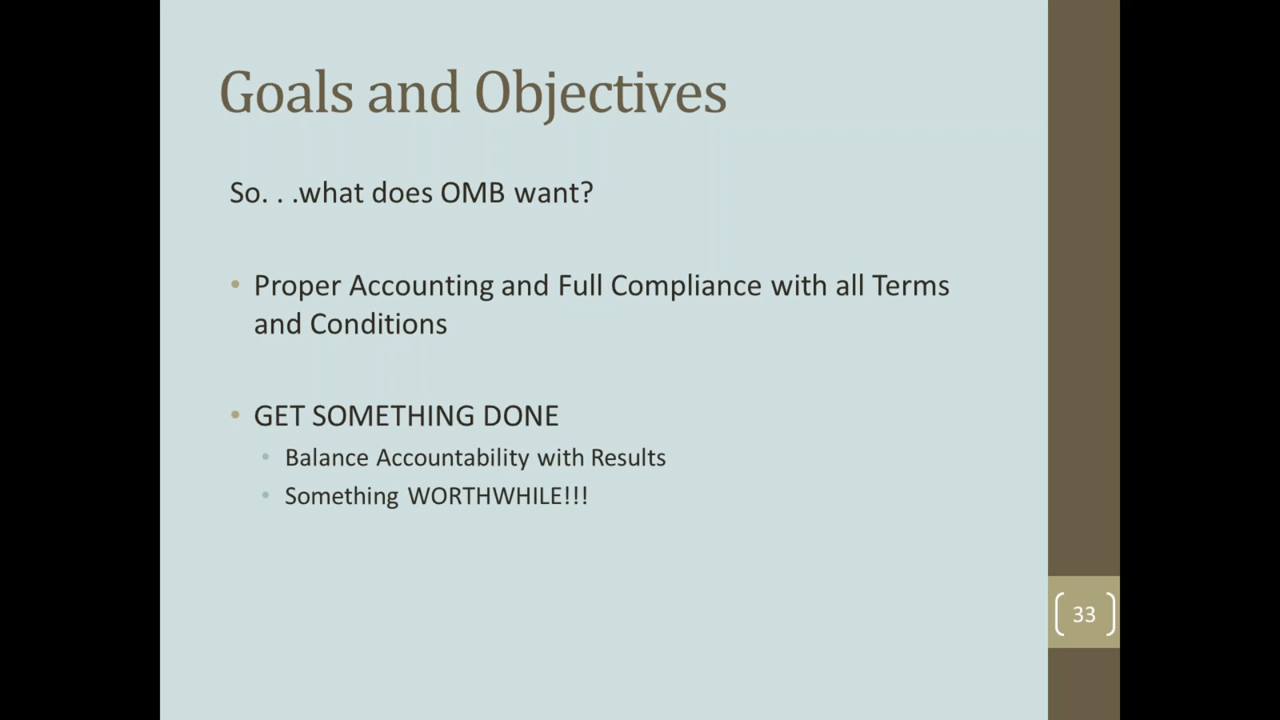 Goals and Objectives
So. . .what does OMB want?
• Proper Accounting and Full Compliance with all Terms
and Conditions
• GET SOMETHING DONE
• Balance Accountability with Results
• Something WORTHWHILE!!!
33